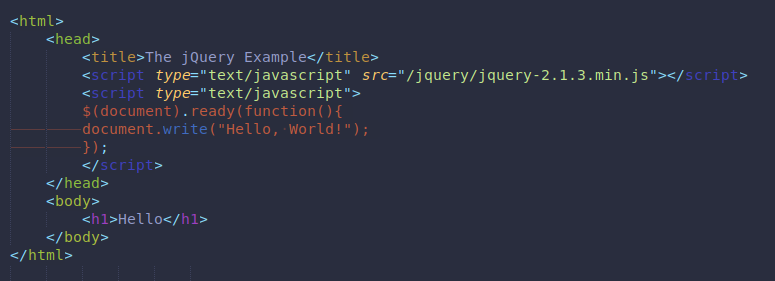 <html>
<head>
<title>The jQuery Example</title>
<script type="text/javascript" src="/jquery/jquery-2.1.3.min.js"></script>
<script type="text/javascript">
$(document).ready(function(){
document.write("Hello, World!");
});
</script>
</head>
<body>
<h1>Hello</h1>
</body>
</html>